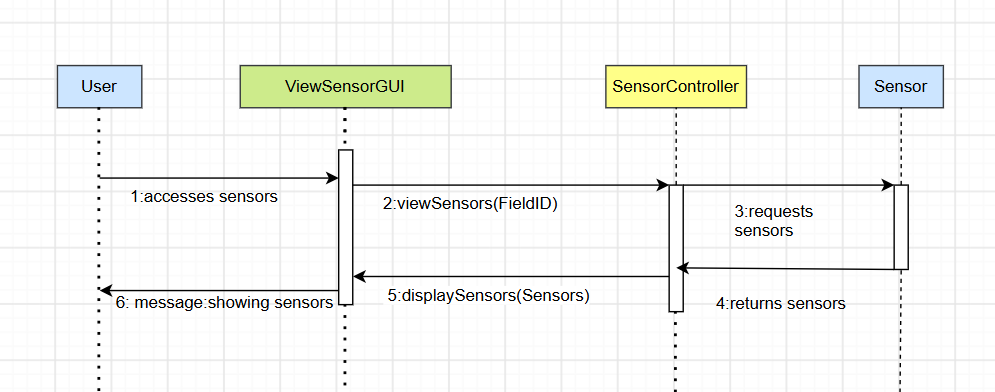 User
ViewSensorGUI
SensorController
Sensor
1:accesses sensors
2:viewSensors(FieldID)
3:requests
sensors
4:returns sensors
5:displaySensors(Sensors)
6: message:showing sensors